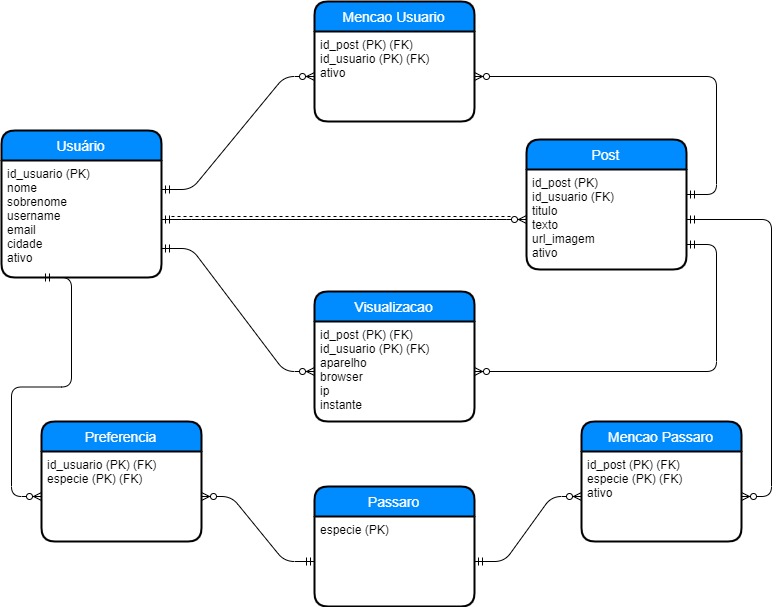 Mencao Usuario
id_post (PK) (FK)
id_usuario (PK) (FK)
ativo
Usuário
id_usuario (PK)
nome
sobrenome
username
email
cidade
ativo
Post
id_post (PK)
id_usuario (FK)
titulo
texto
url_imagem
ativo
Visualizacao
id_post (PK) (FK)
id_usuario (PK) (FK)
aparelho
browser
ip
instante
Preferencia
id_usuario (PK) (FK)
especie (PK) (FK)
Passaro
especie (PK)
Mencao Passaro
id_post (PK) (FK)
especie (PK) (FK)
ativo